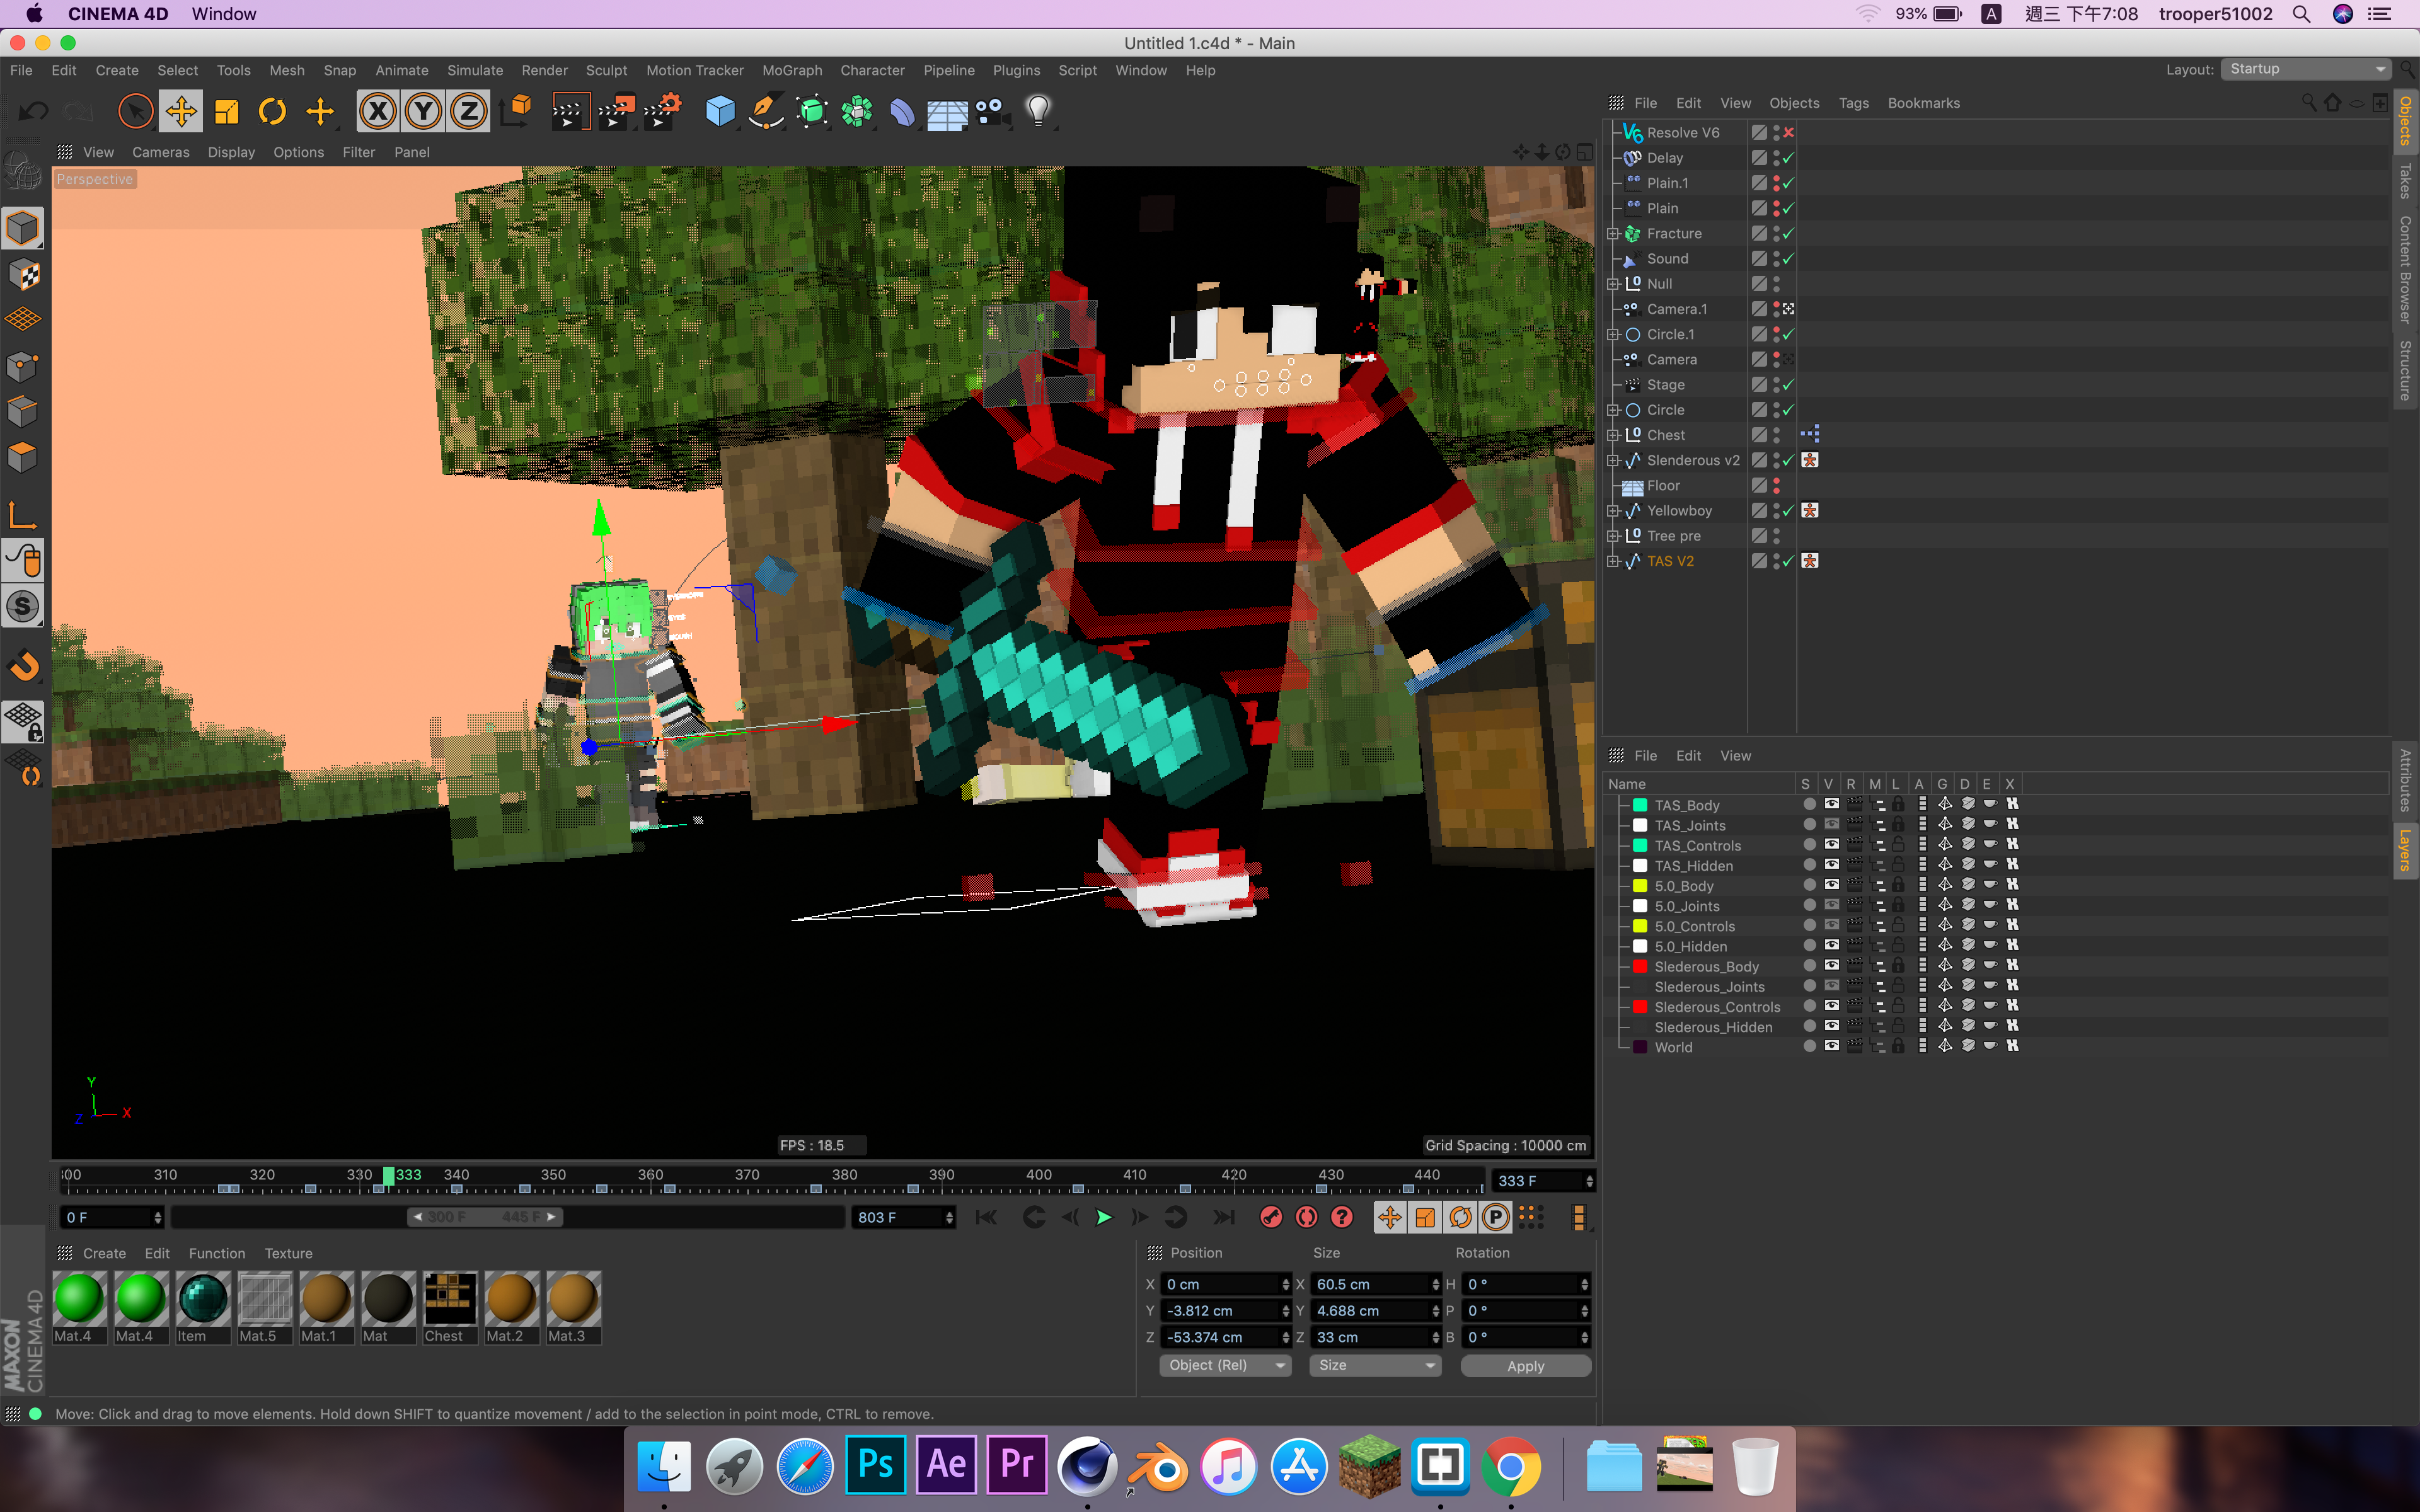 CINEMA 4D Window 93% A 週三 下午7:08 trooper51002
Untitled 1.c4d * - Main
File Edit Create Select Tools Mesh Snap Animate Simulate Render Sculpt Motion Tracker MoGraph Character Pipeline Plugins Script Window Help Layout: Startup
X Y Z
View Cameras Display Options Filter Panel
Perspective
FPS : 18.5
Grid Spacing : 10000 cm
Y
Z X
File Edit View Objects Tags Bookmarks
Resolve V6
Delay
Plain.1
Plain
Fracture
Sound
Null
Camera.1
Circle.1
Camera
Stage
Circle
Chest
Slenderous v2
Floor
Yellowboy
Tree pre
TAS V2
Objects
Takes
Content Browser
Structure
File Edit View
Name S V R M L A G D E X
TAS_Body
TAS_Joints
TAS_Controls
TAS_Hidden
5.0_Body
5.0_Joints
5.0_Controls
5.0_Hidden
Slederous_Body
Slederous_Joints
Slederous_Controls
Slederous_Hidden
World
Attributes
Layers
310 320 330 333 340 350 360 370 380 390 400 410 420 430 440 333 F
0 F 300 F 445 F 803 F
Create Edit Function Texture
Mat.4 Mat.4 Item Mat.5 Mat.1 Mat Chest Mat.2 Mat.3
Position Size Rotation
X 0 cm X 60.5 cm H 0 °
Y -3.812 cm Y 4.688 cm P 0 °
Z -53.374 cm Z 33 cm B 0 °
Object (Rel) Size Apply
MAXON
CINEMA 4D
Move: Click and drag to move elements. Hold down SHIFT to quantize movement / add to the selection in point mode, CTRL to remove.
Ps Ae Pr